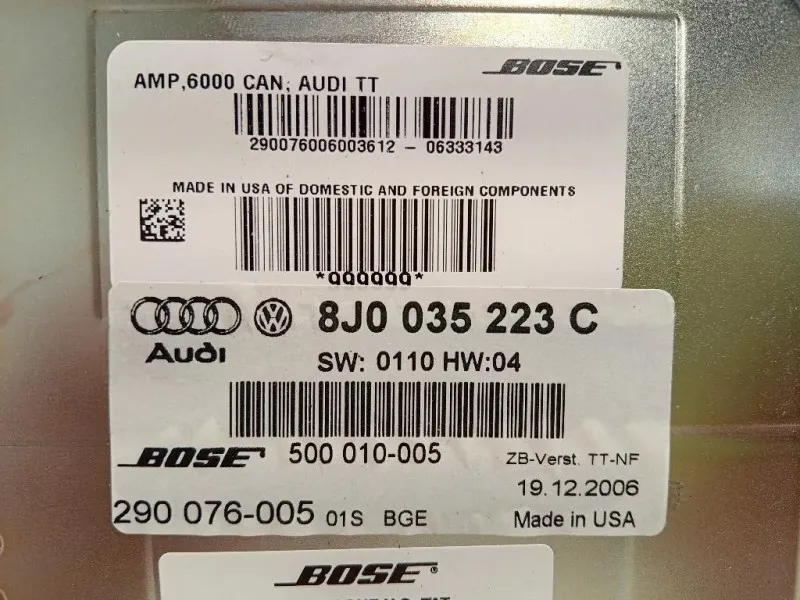 BOSE
AMP,6000 CAN; AUDI TT
290076006003612 - 06333143
MADE IN USA OF DOMESTIC AND FOREIGN COMPONENTS
8J0 035 223 C
Audi
SW: 0110 HW:04
BOSE 500 010-005 ZB-Verst. TT-NF
19.12.2006
290 076-005 01S BGE Made in USA
BOSE®